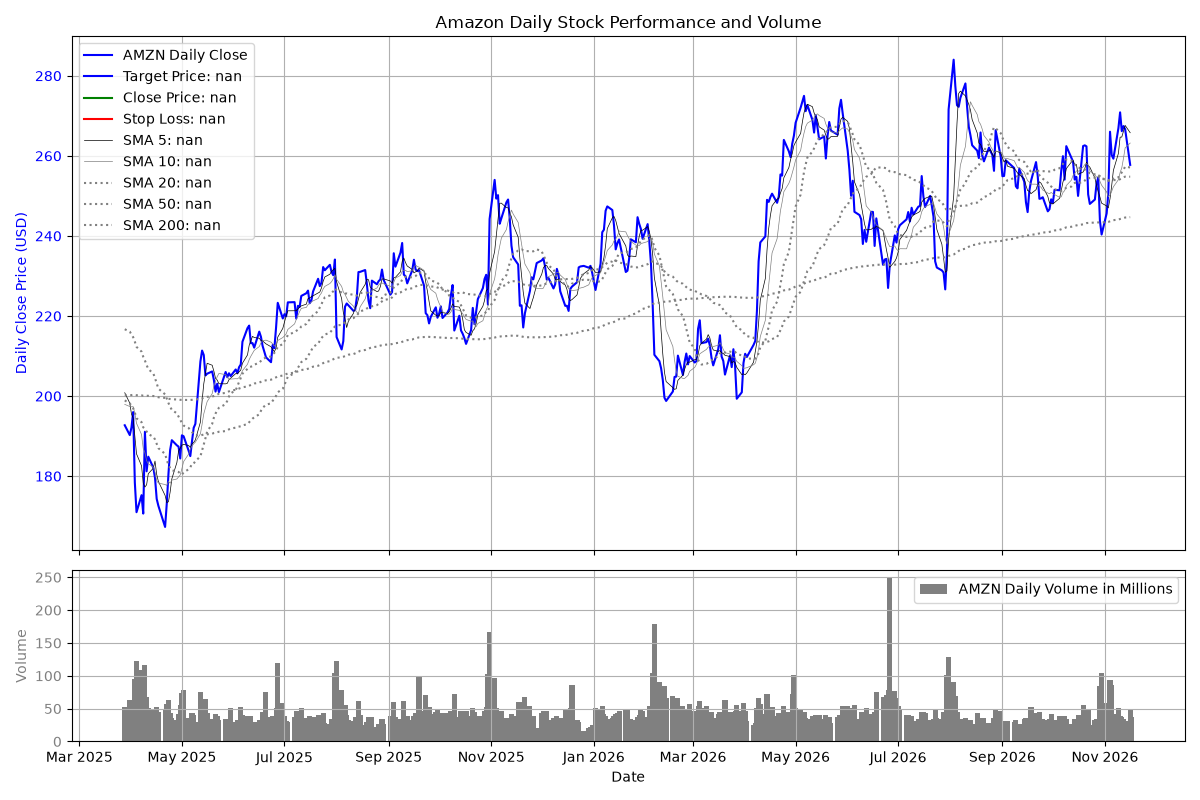 Amazon Daily Stock Performance and Volume
AMZN Daily Close
Target Price: nan
Close Price: nan
Stop Loss: nan
SMA 5: nan
SMA 10: nan
SMA 20: nan
SMA 50: nan
SMA 200: nan
280
260
240
220
200
180
Daily Close Price (USD)
AMZN Daily Volume in Millions
250
200
150
100
50
0
Volume
Mar 2025 May 2025 Jul 2025 Sep 2025 Nov 2025 Jan 2026 Mar 2026 May 2026 Jul 2026 Sep 2026 Nov 2026
Date